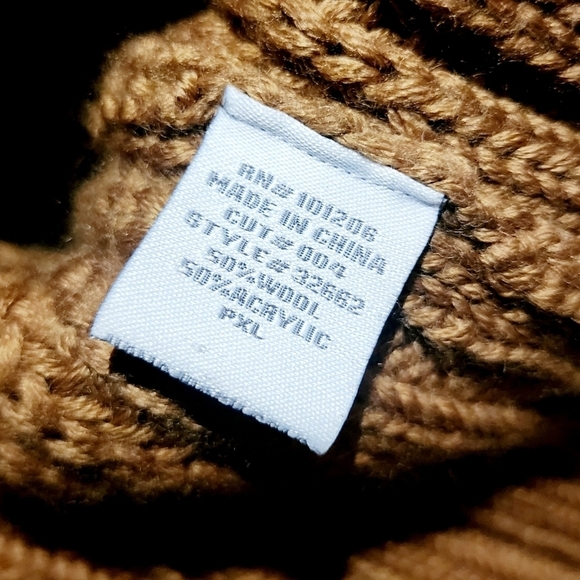 RN# 101206
MADE IN CHINA
CUT# 004
STYLE# 32662
50%WOOL
50%ACRYLIC
PXL